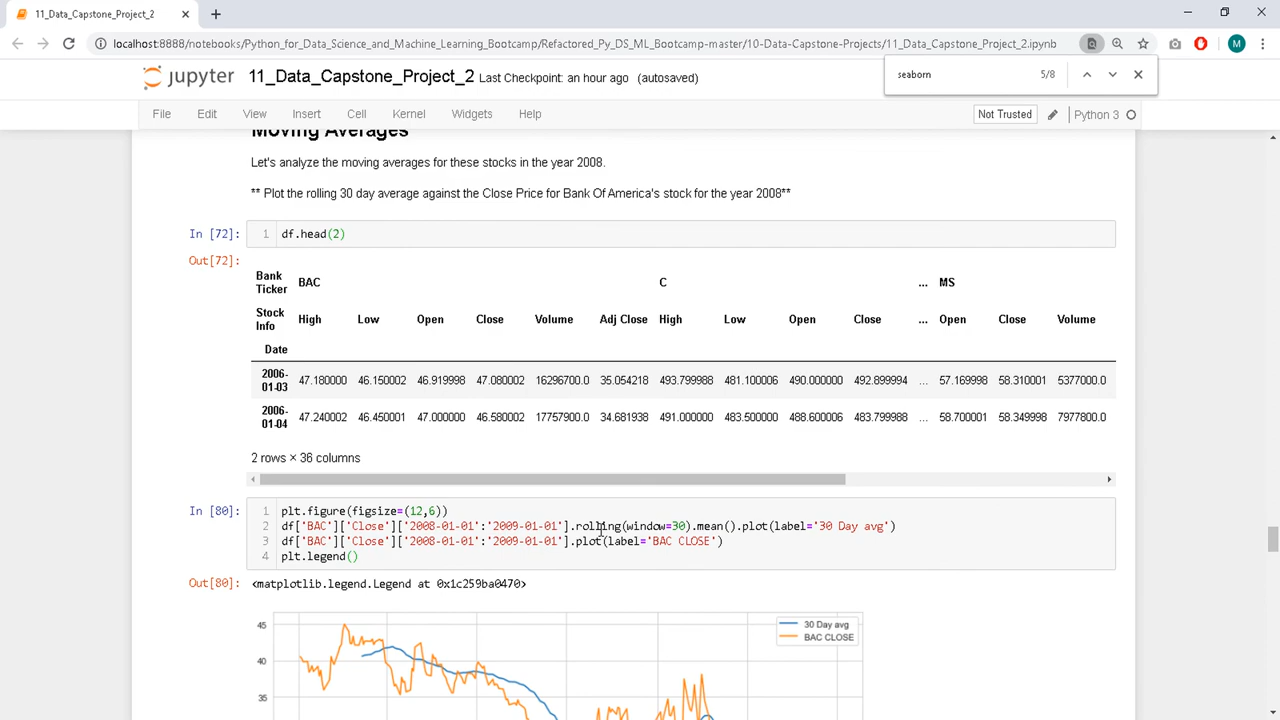 11_Data_Capstone_Project_2
localhost:8888/notebooks/Python_for_Data_Science_and_Machine_Learning_Bootcamp/Refactored_Py_DS_ML_Bootcamp-master/10-Data-Capstone-Projects/11_Data_Capstone_Project_2.ipynb
M
seaborn 5/8
jupyter 11_Data_Capstone_Project_2 Last Checkpoint: an hour ago (autosaved)
File Edit View Insert Cell Kernel Widgets Help Not Trusted Python 3
Moving Averages
Let's analyze the moving averages for these stocks in the year 2008.
** Plot the rolling 30 day average against the Close Price for Bank Of America's stock for the year 2008**
In [72]: 1 df.head(2)
Out[72]:
Bank Ticker BAC C ... MS
Stock Info High Low Open Close Volume Adj Close High Low Open Close ... Open Close Volume
Date
2006-01-03 47.180000 46.150002 46.919998 47.080002 16296700.0 35.054218 493.799988 481.100006 490.000000 492.899994 ... 57.169998 58.310001 5377000.0
2006-01-04 47.240002 46.450001 47.000000 46.580002 17757900.0 34.681938 491.000000 483.500000 488.600006 483.799988 ... 58.700001 58.349998 7977800.0
2 rows × 36 columns
In [80]: 1 plt.figure(figsize=(12,6))
2 df['BAC']['Close']['2008-01-01':'2009-01-01'].rolling(window=30).mean().plot(label='30 Day avg')
3 df['BAC']['Close']['2008-01-01':'2009-01-01'].plot(label='BAC CLOSE')
4 plt.legend()
Out[80]: <matplotlib.legend.Legend at 0x1c259ba0470>
45
30 Day avg
BAC CLOSE
40
35